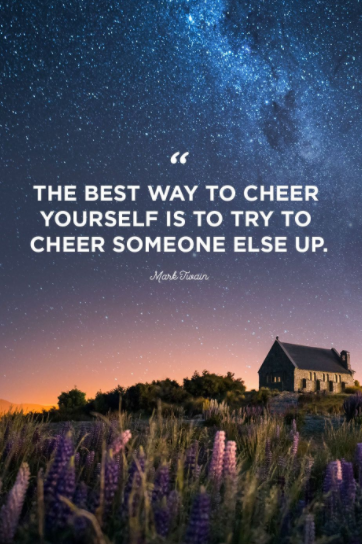 “
THE BEST WAY TO CHEER
YOURSELF IS TO TRY TO
CHEER SOMEONE ELSE UP.
Mark Twain